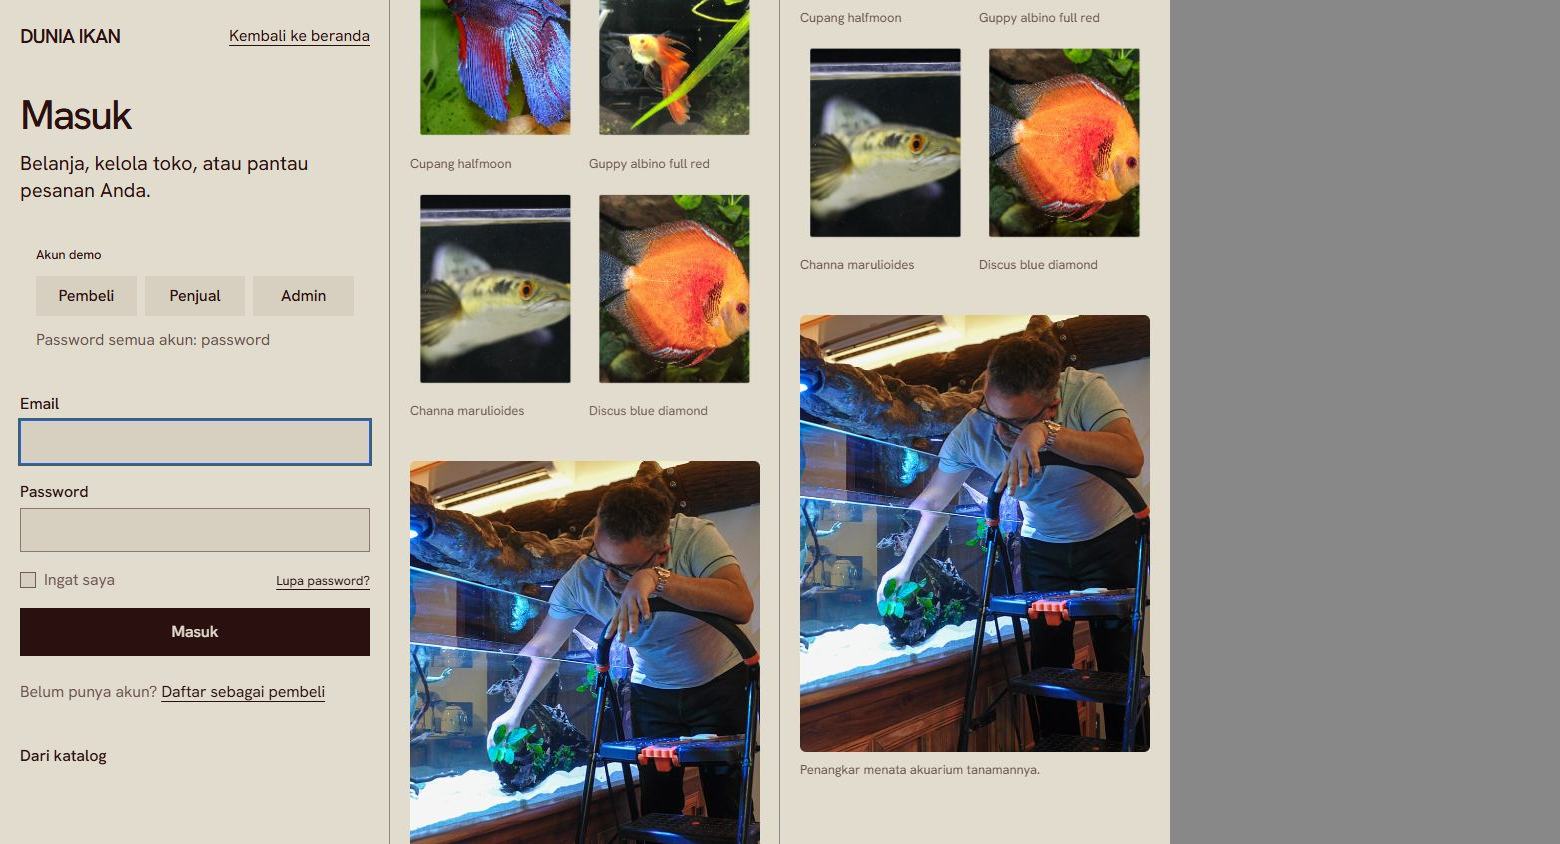 DUNIA IKAN
Kembali ke beranda
Masuk
Belanja, kelola toko, atau pantau
pesanan Anda.
Akun demo
Pembeli
Penjual
Admin
Password semua akun: password
Email
Password
Ingat saya
Lupa password?
Masuk
Belum punya akun? Daftar sebagai pembeli
Dari katalog
Cupang halfmoon
Guppy albino full red
Channa marulioides
Discus blue diamond
Cupang halfmoon
Guppy albino full red
Channa marulioides
Discus blue diamond
Penangkar menata akuarium tanamannya.